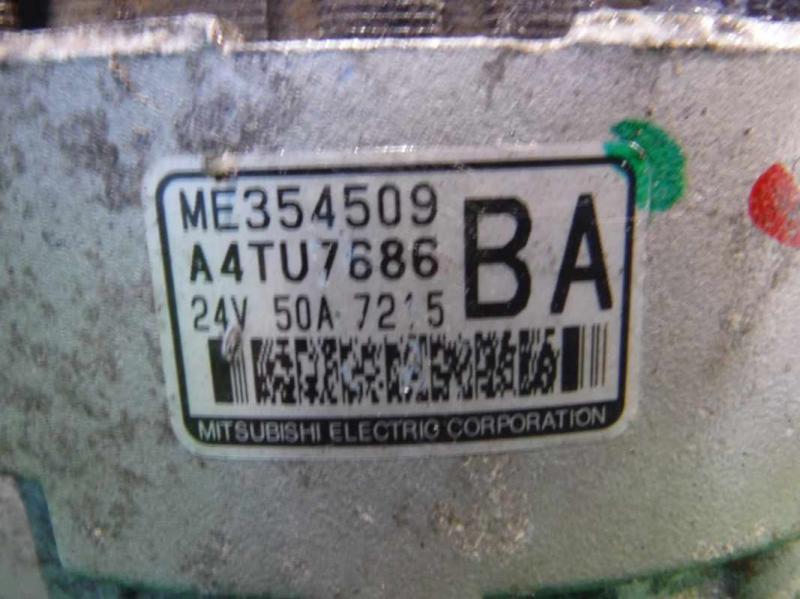 ME354509
A4TU7686
24V 50A 7215
BA
MITSUBISHI ELECTRIC CORPORATION